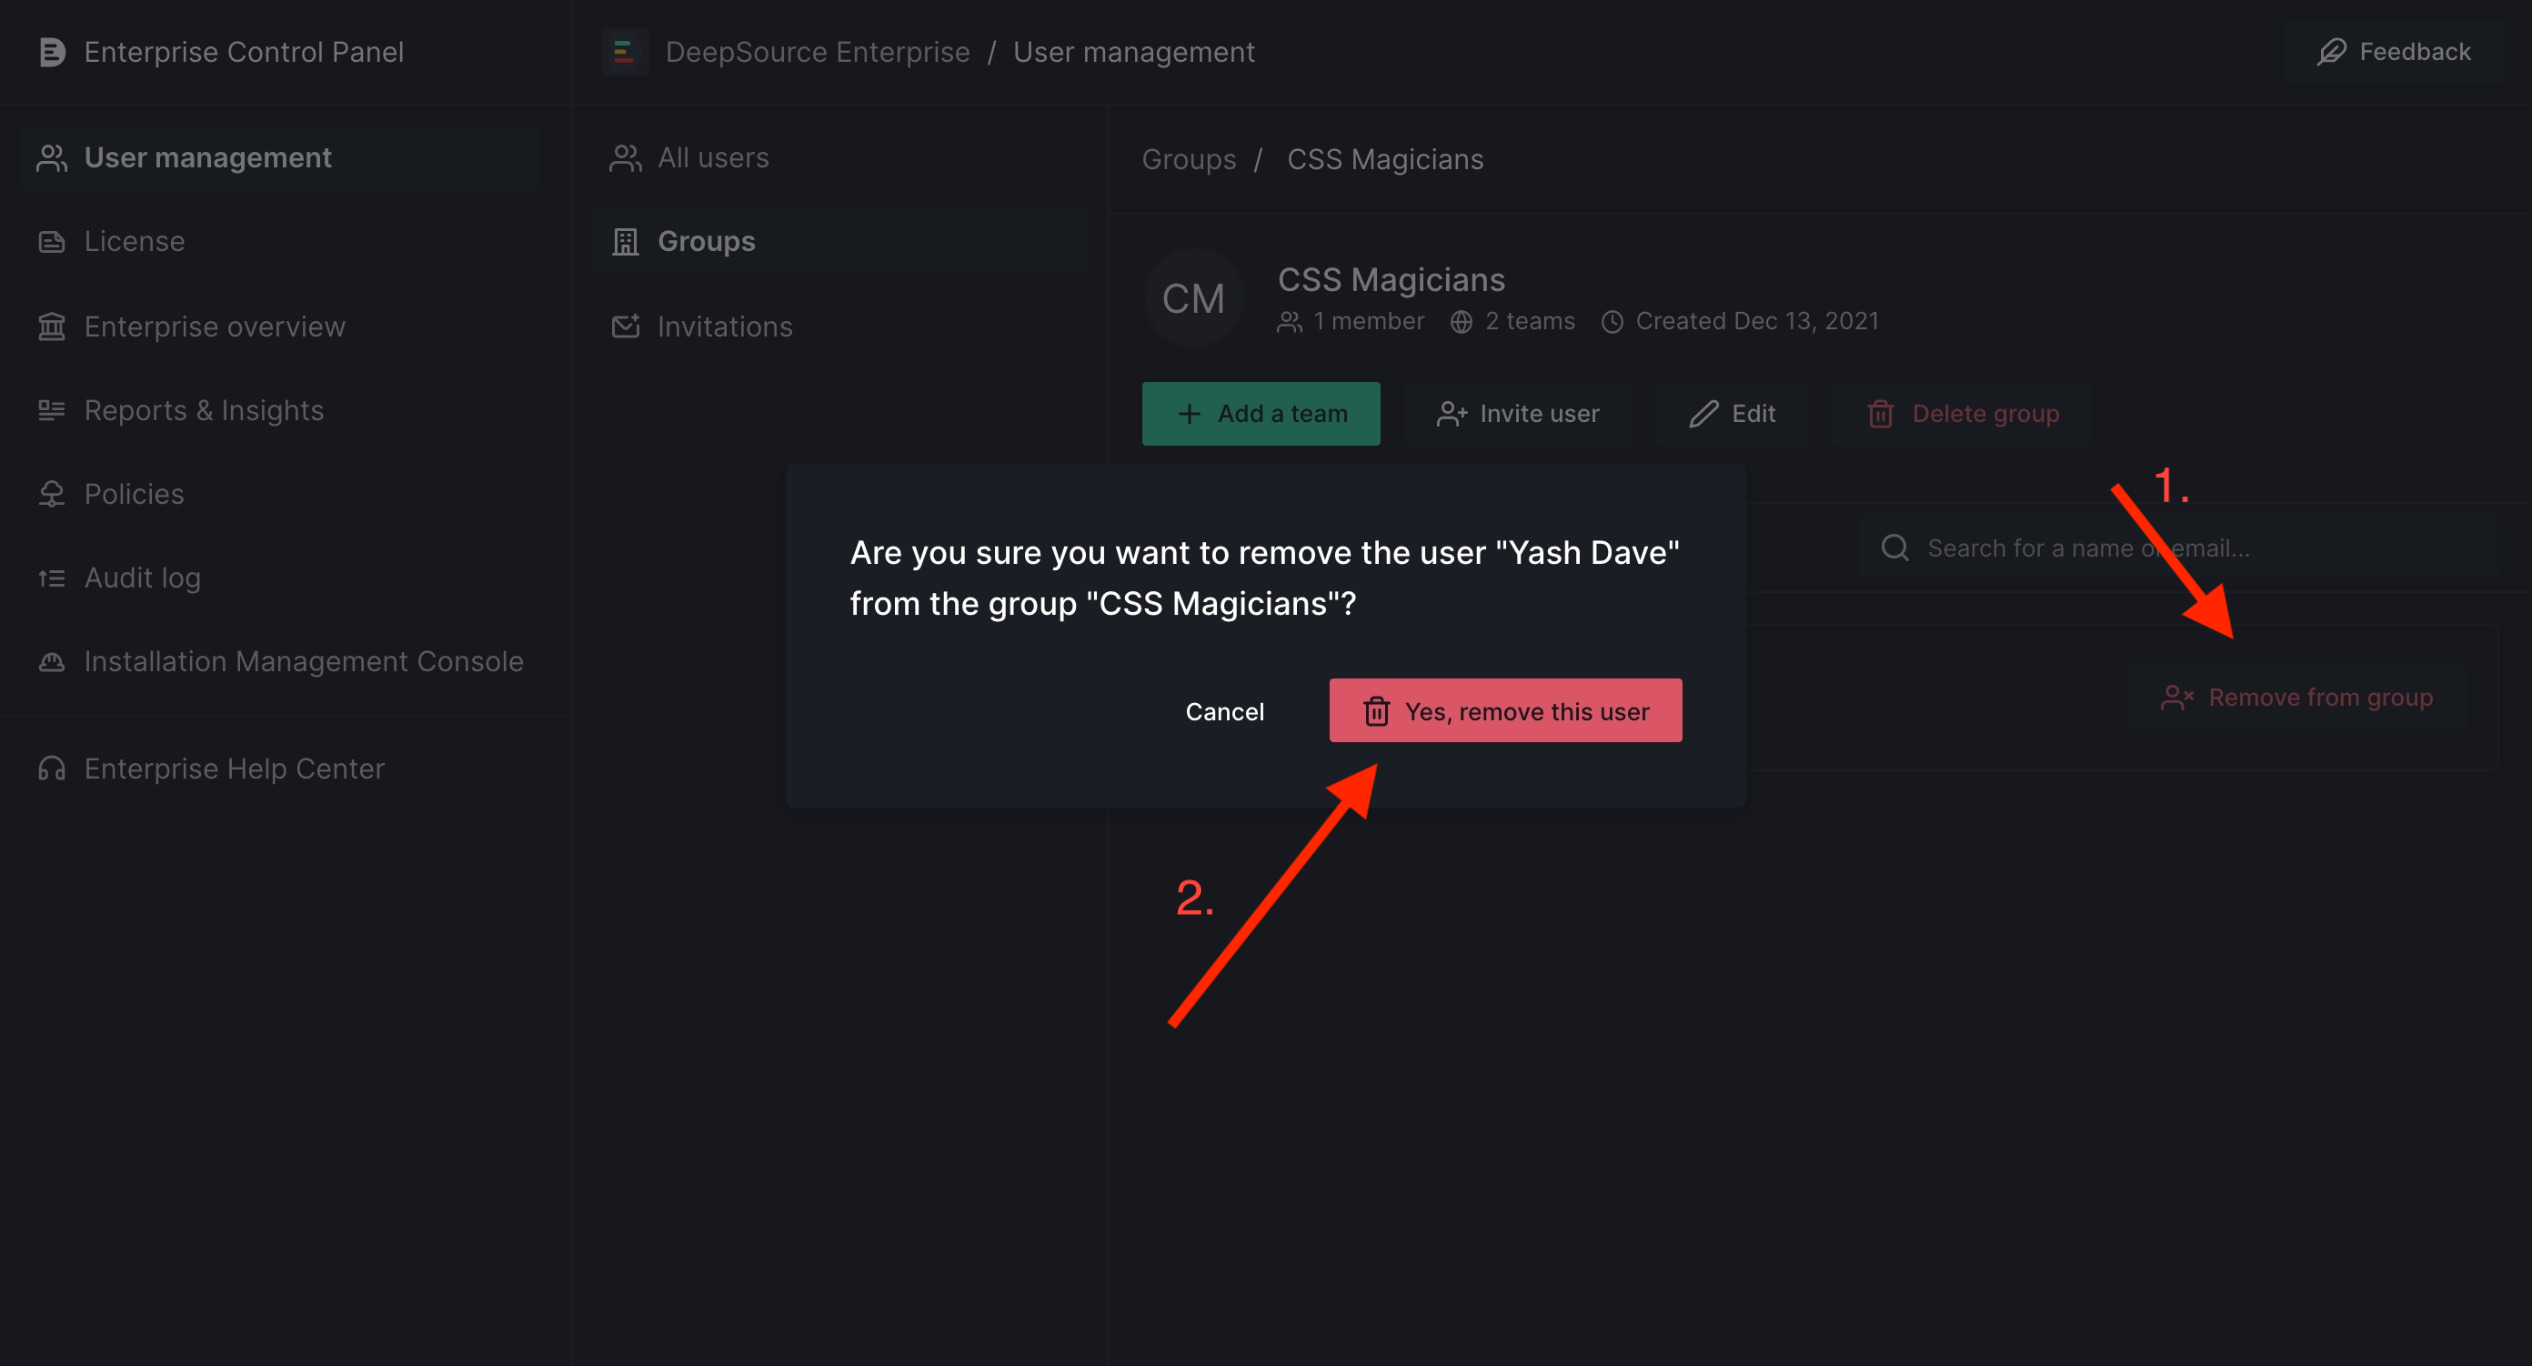 Enterprise Control Panel
DeepSource Enterprise / User management
Feedback
User management
License
Enterprise overview
Reports & Insights
Policies
Audit log
Installation Management Console
Enterprise Help Center
All users
Groups
Invitations
Groups / CSS Magicians
CM
CSS Magicians
1 member 2 teams Created Dec 13, 2021
+ Add a team
Invite user
Edit
Delete group
1.
Search for a name or email...
Remove from group
Are you sure you want to remove the user "Yash Dave"
from the group "CSS Magicians"?
Cancel
Yes, remove this user
2.